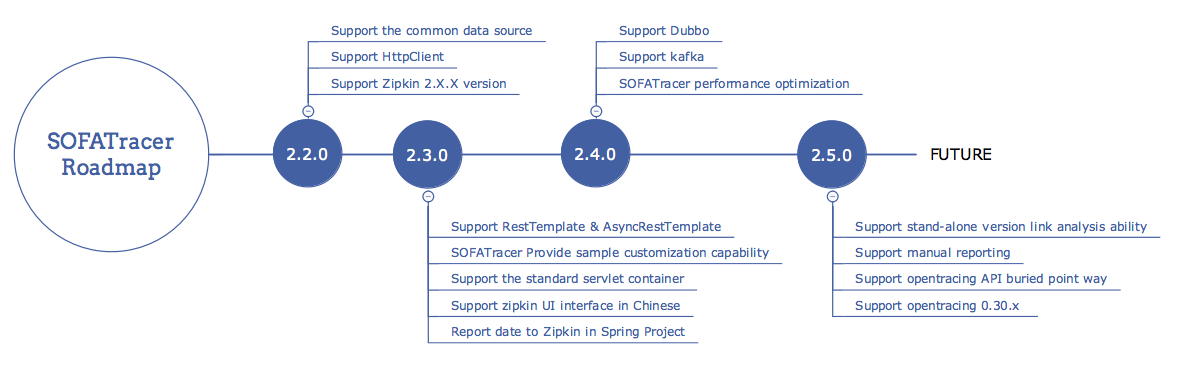 SOFATracer
Roadmap
Support the common data source
Support HttpClient
Support Zipkin 2.X.X version
2.2.0
2.3.0
Support RestTemplate & AsyncRestTemplate
SOFATracer Provide sample customization capability
Support the standard servlet container
Support zipkin UI interface in Chinese
Report date to Zipkin in Spring Project
Support Dubbo
Support kafka
SOFATracer performance optimization
2.4.0
2.5.0
Support stand-alone version link analysis ability
Support manual reporting
Support opentracing API buried point way
Support opentracing 0.30.x
FUTURE